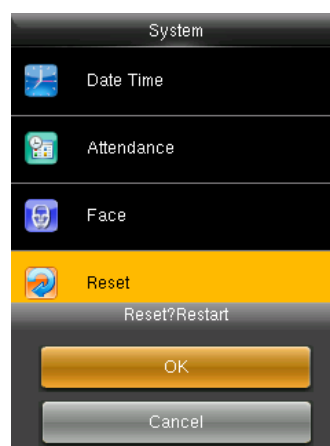 System
Date Time
Attendance
Face
Reset
Reset?Restart
OK
Cancel